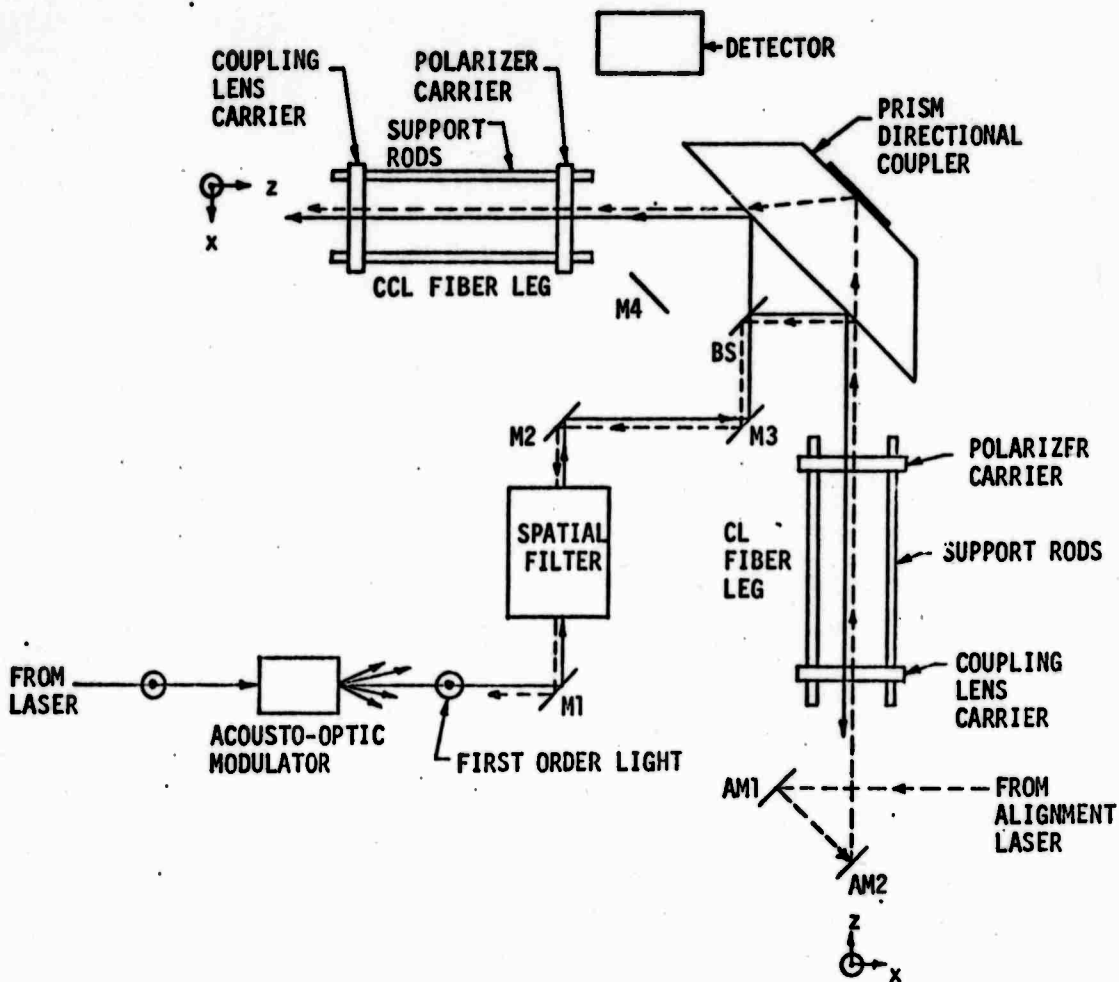 DETECTOR
COUPLING
LENS
CARRIER
POLARIZER
CARRIER
SUPPORT
RODS
PRISM
DIRECTIONAL
COUPLER
z
x
CCL FIBER LEG
M4
BS
M2
M3
SPATIAL
FILTER
POLARIZFR
CARRIER
CL
FIBER
LEG
SUPPORT RODS
FROM
LASER
M1
COUPLING
LENS
CARRIER
ACOUSTO-OPTIC
MODULATOR
FIRST ORDER LIGHT
AM1
FROM
ALIGNMENT
LASER
AM2
z
x